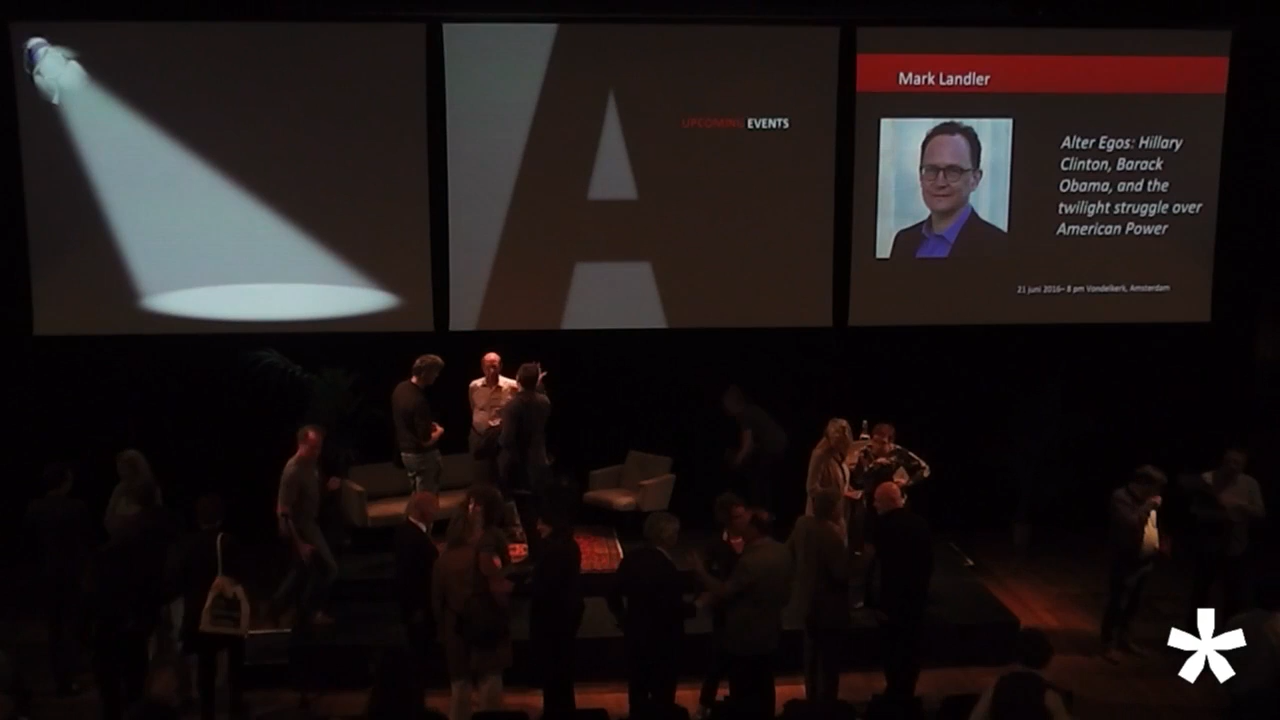 UPCOMING EVENTS
Mark Landler
Alter Egos: Hillary
Clinton, Barack
Obama, and the
twilight struggle over
American Power
21 juni 2016– 8 pm Vondelkerk, Amsterdam